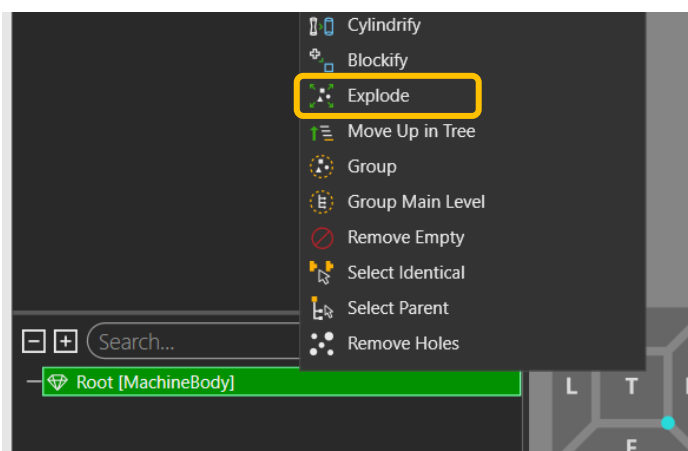 Cylindrify
Blockify
Explode
Move Up in Tree
Group
Group Main Level
Remove Empty
Select Identical
Select Parent
Remove Holes
Search...
Root [MachineBody]
L T
F